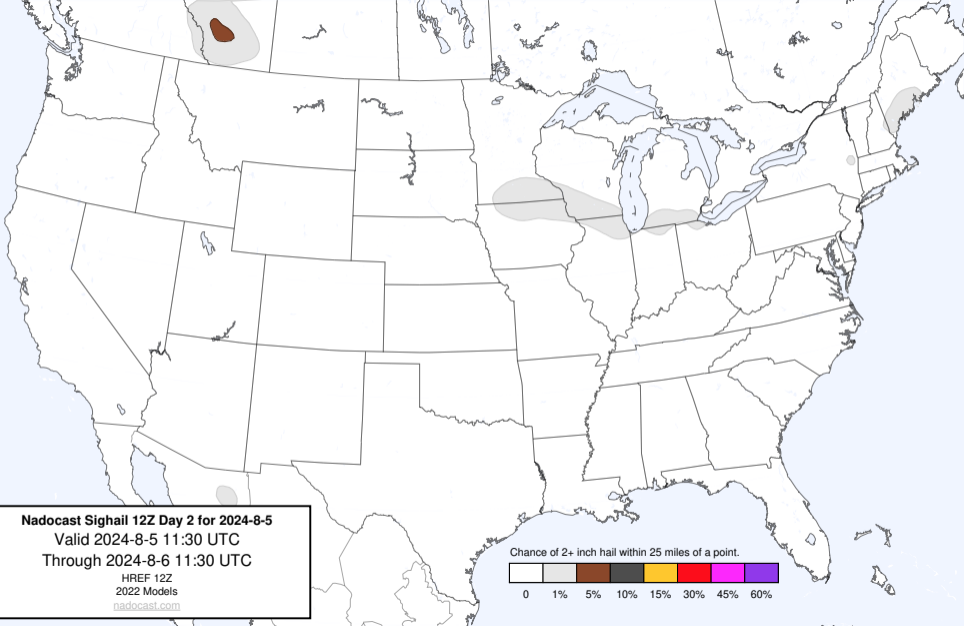 Nadocast Sighail 12Z Day 2 for 2024-8-5
Valid 2024-8-5 11:30 UTC
Through 2024-8-6 11:30 UTC
HREF 12Z
2022 Models
nadocast.com
Chance of 2+ inch hail within 25 miles of a point.
0 1% 5% 10% 15% 30% 45% 60%